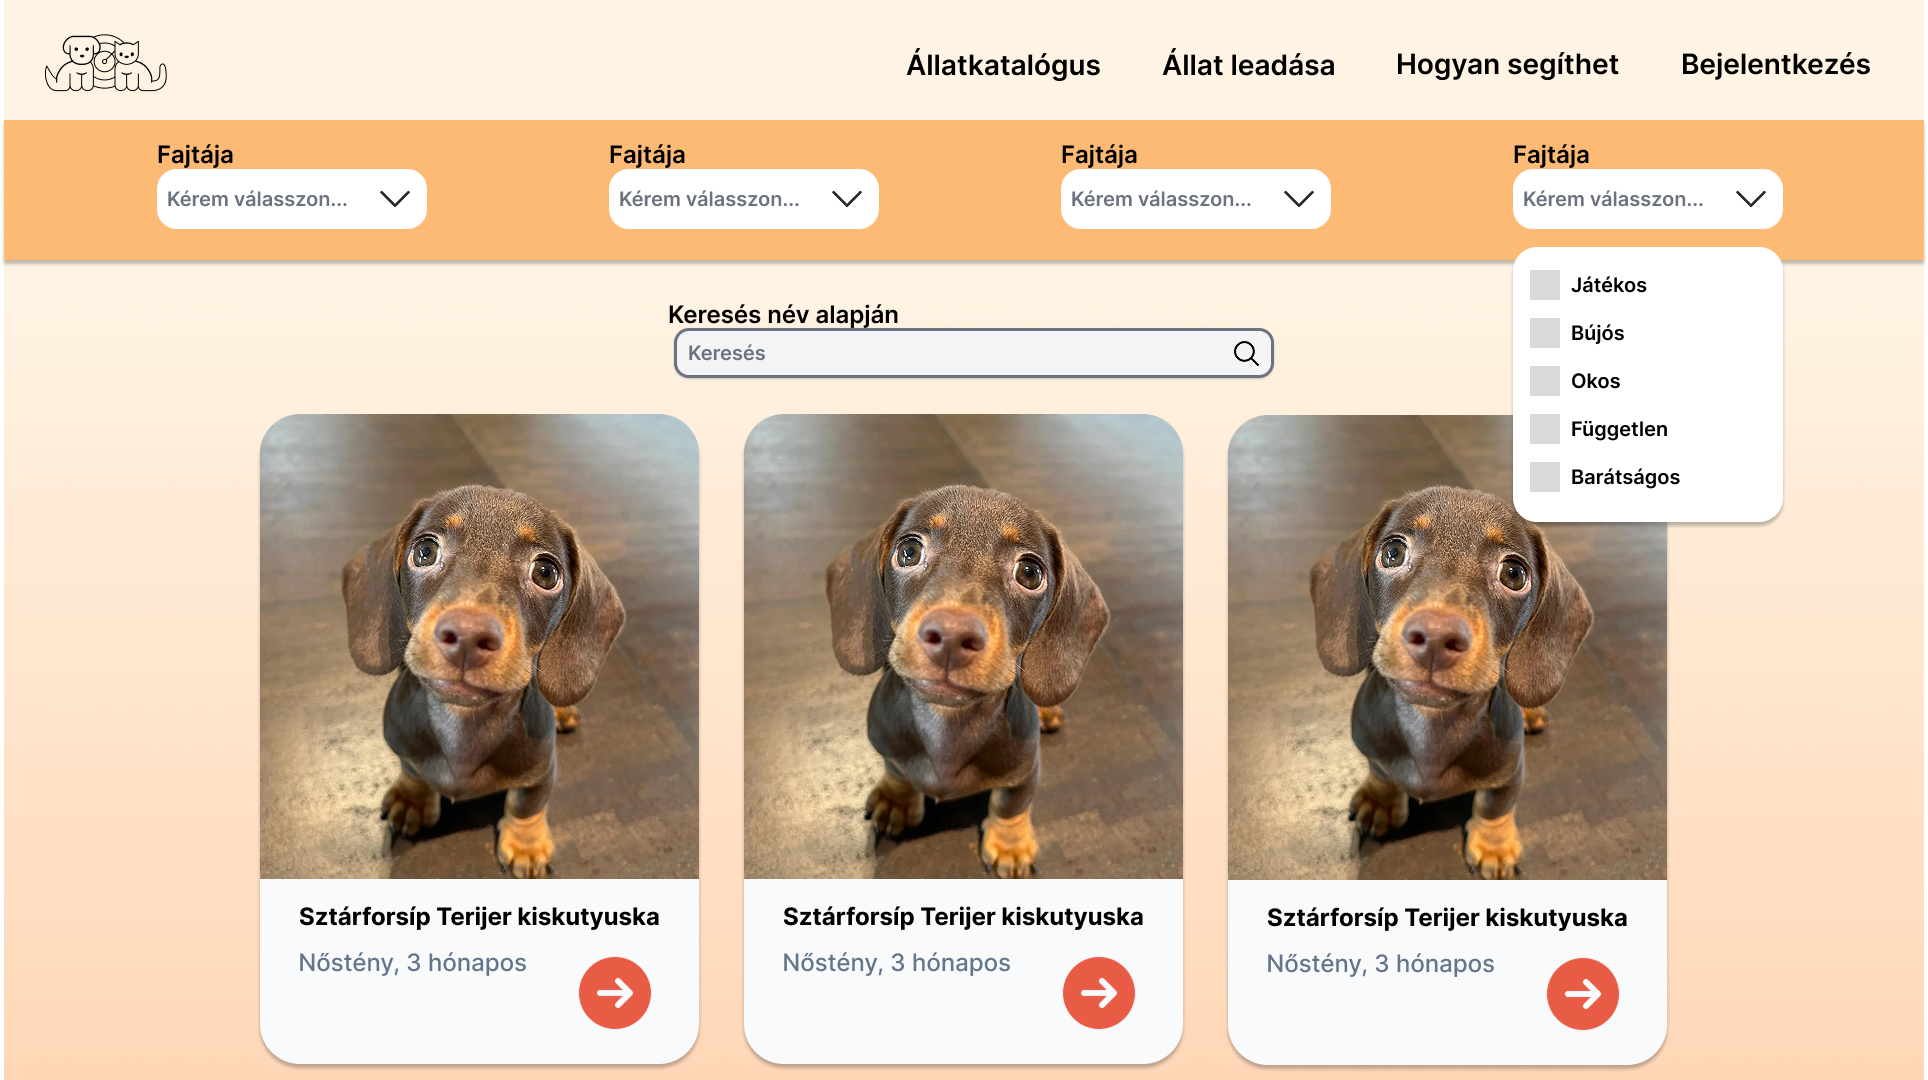 Állatkatalógus Állat leadása Hogyan segíthet Bejelentkezés
Fajtája Fajtája Fajtája Fajtája
Kérem válasszon... Kérem válasszon... Kérem válasszon... Kérem válasszon...
Játékos
Bújós
Okos
Független
Barátságos
Keresés név alapján
Keresés
Sztárforsíp Terijer kiskutyuska
Nőstény, 3 hónapos
Sztárforsíp Terijer kiskutyuska
Nőstény, 3 hónapos
Sztárforsíp Terijer kiskutyuska
Nőstény, 3 hónapos